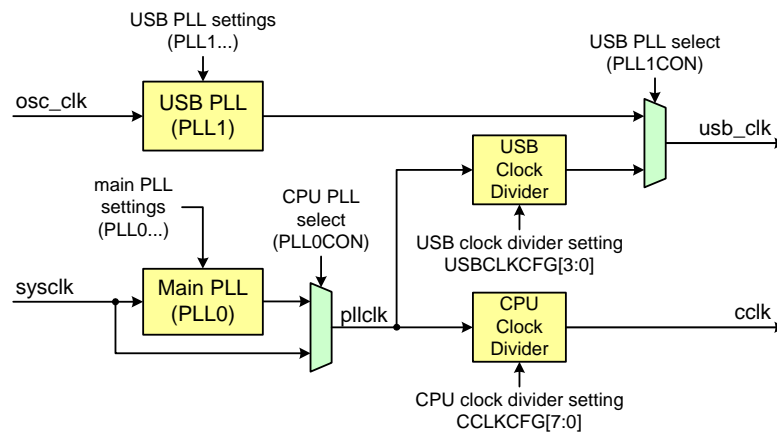 USB PLL settings
(PLL1...)
USB PLL select
(PLL1CON)
osc_clk
USB PLL
(PLL1)
usb_clk
USB
Clock
Divider
main PLL
settings
(PLL0...)
CPU PLL
select
(PLL0CON)
USB clock divider setting
USBCLKCFG[3:0]
sysclk
Main PLL
(PLL0)
pllclk
CPU
Clock
Divider
cclk
CPU clock divider setting
CCLKCFG[7:0]